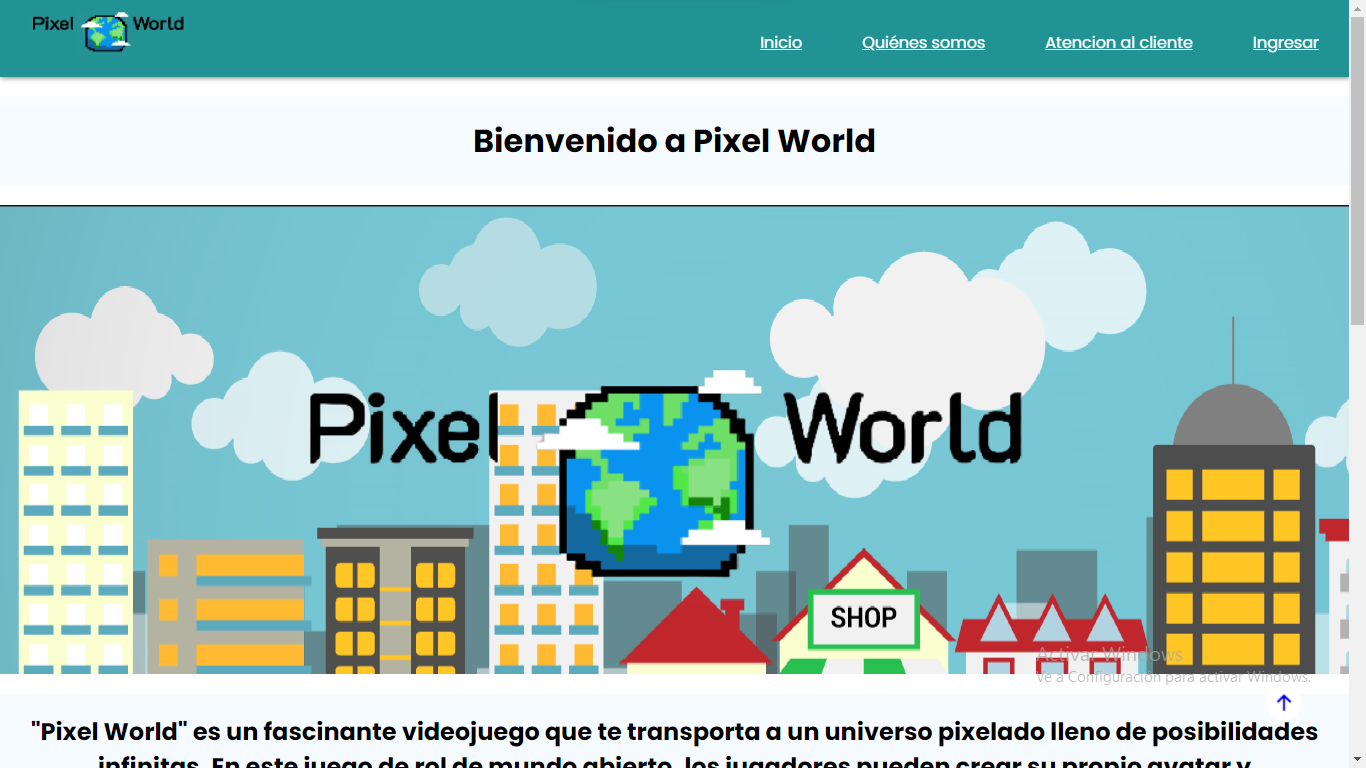 Pixel World
Inicio
Quiénes somos
Atencion al cliente
Ingresar
Bienvenido a Pixel World
Pixel World
SHOP
Activar Windows
Ve a Configuración para activar Windows.
"Pixel World" es un fascinante videojuego que te transporta a un universo pixelado lleno de posibilidades
infinitas. En este juego de rol de mundo abierto, los jugadores pueden crear su propio avatar y